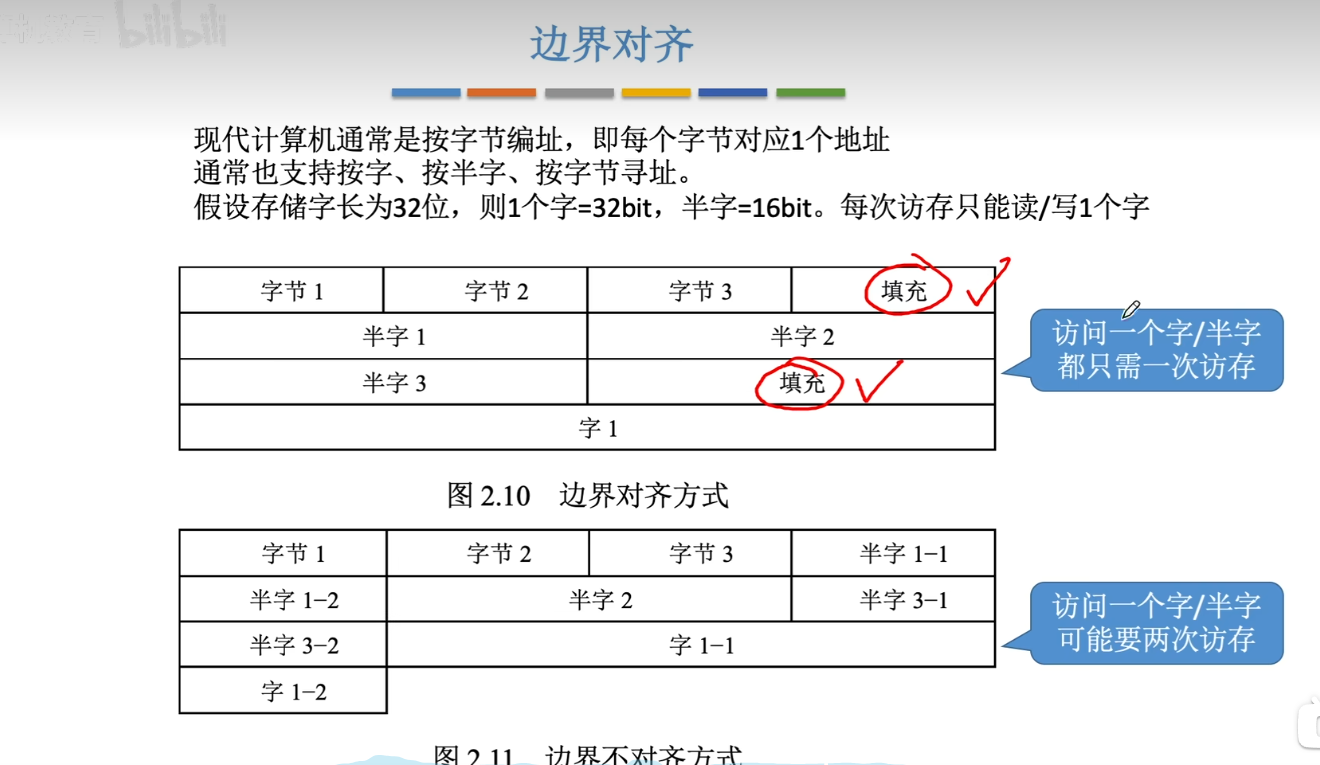 bilibili
边界对齐
现代计算机通常是按字节编址，即每个字节对应1个地址
通常也支持按字、按半字、按字节寻址。
假设存储字长为32位，则1个字=32bit，半字=16bit。每次访存只能读/写1个字
字节 1 字节 2 字节 3 填充
半字 1 半字 2
半字 3 填充
字 1
访问一个字/半字
都只需一次访存
图 2.10 边界对齐方式
字节 1 字节 2 字节 3 半字 1-1
半字 1-2 半字 2 半字 3-1
半字 3-2 字 1-1
字 1-2
访问一个字/半字
可能要两次访存
图 2.11 边界不对齐方式